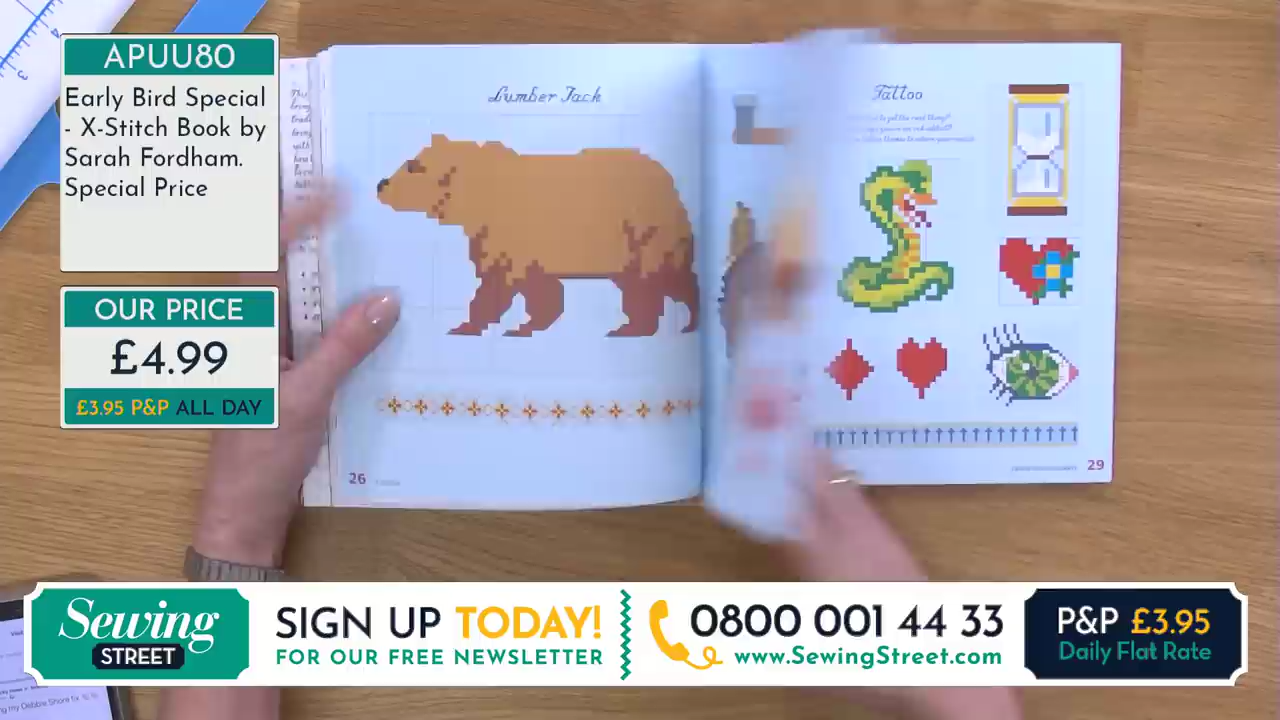 APUU80
Early Bird Special
- X-Stitch Book by
Sarah Fordham.
Special Price
OUR PRICE
£4.99
£3.95 P&P ALL DAY
Lumber Jack
26
Tattoo
29
Sewing
STREET
SIGN UP TODAY!
FOR OUR FREE NEWSLETTER
0800 001 44 33
www.SewingStreet.com
P&P £3.95
Daily Flat Rate